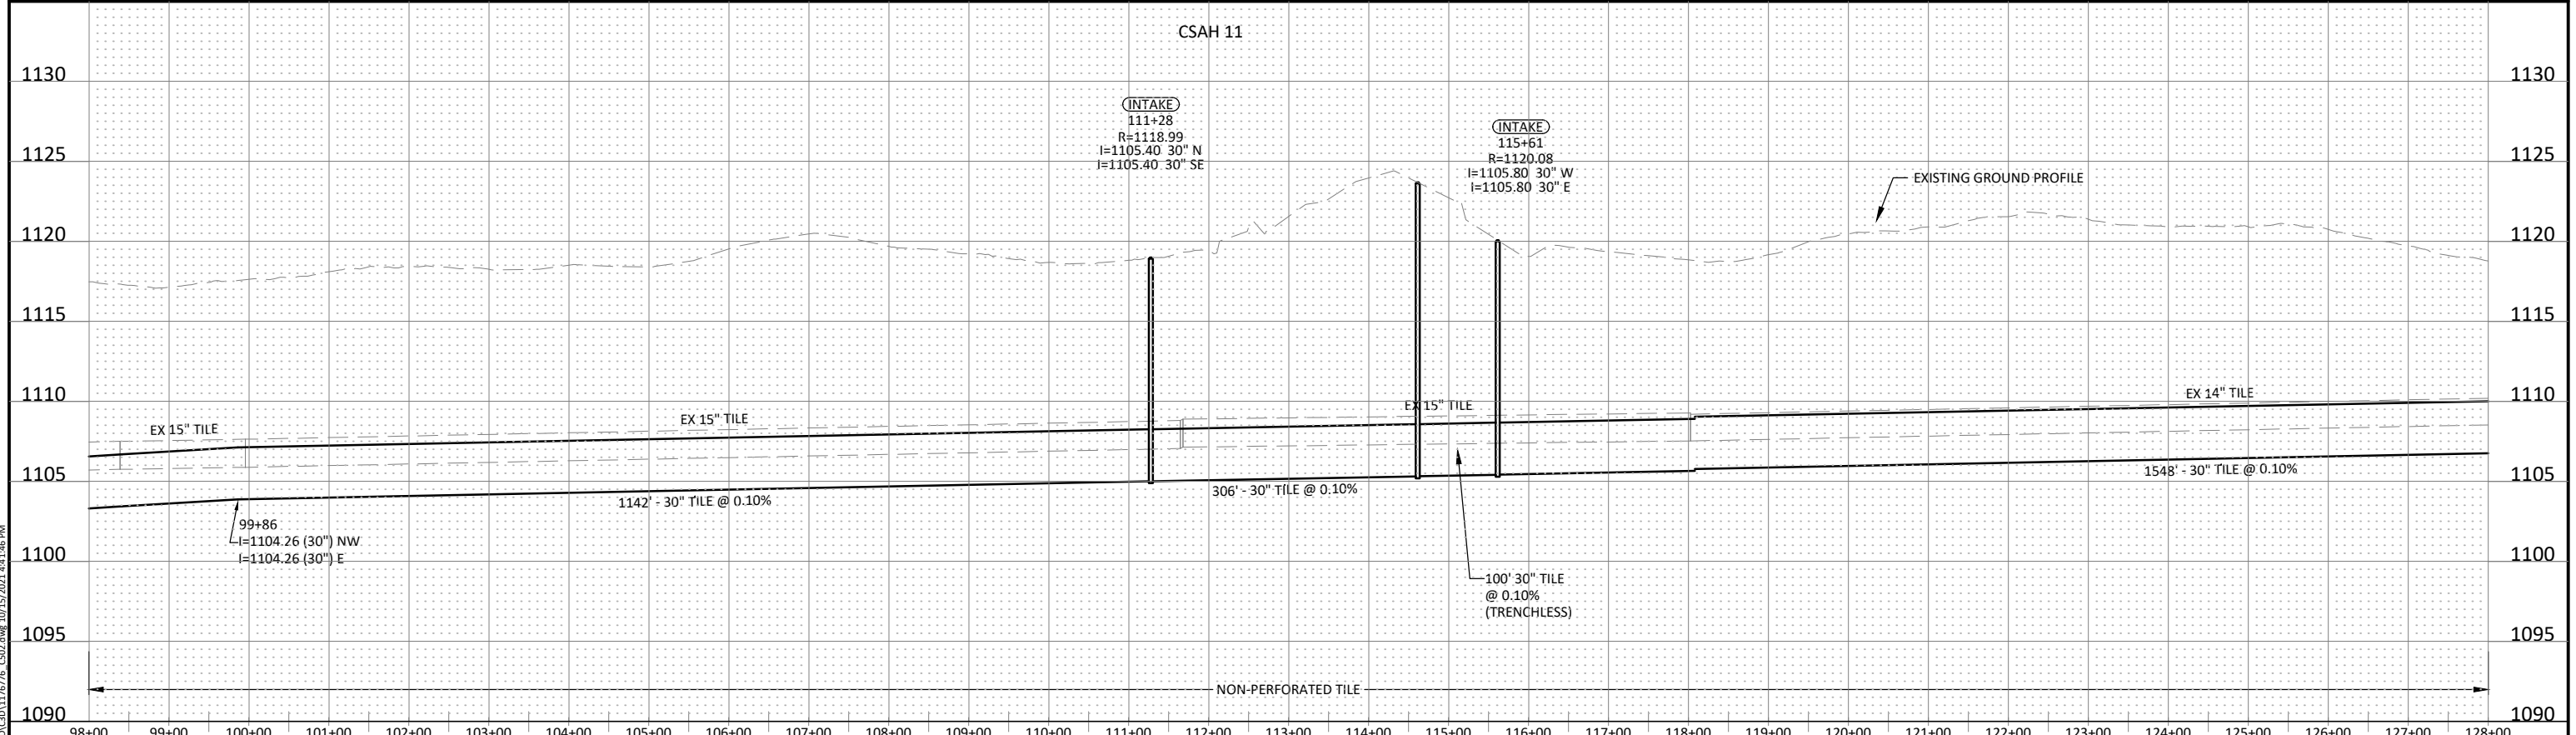 CSAH 11
1130
1130
INTAKE
111+28
R=1118.99
I=1105.40 30" N
I=1105.40 30" SE
INTAKE
115+61
R=1120.08
I=1105.80 30" W
I=1105.80 30" E
1125
1125
EXISTING GROUND PROFILE
1120
1120
1115
1115
1110
1110
EX 15" TILE
EX 15" TILE
EX 15" TILE
EX 14" TILE
1105
1105
1142' - 30" TILE @ 0.10%
306' - 30" TILE @ 0.10%
1548' - 30" TILE @ 0.10%
99+86
I=1104.26 (30") NW
I=1104.26 (30") E
1100
1100
100' 30" TILE
@ 0.10%
(TRENCHLESS)
1095
1095
NON-PERFORATED TILE
1090
1090
98+00 99+00 100+00 101+00 102+00 103+00 104+00 105+00 106+00 107+00 108+00 109+00 110+00 111+00 112+00 113+00 114+00 115+00 116+00 117+00 118+00 119+00 120+00 121+00 122+00 123+00 124+00 125+00 126+00 127+00 128+00
10/15/2021 4:41:46 PM